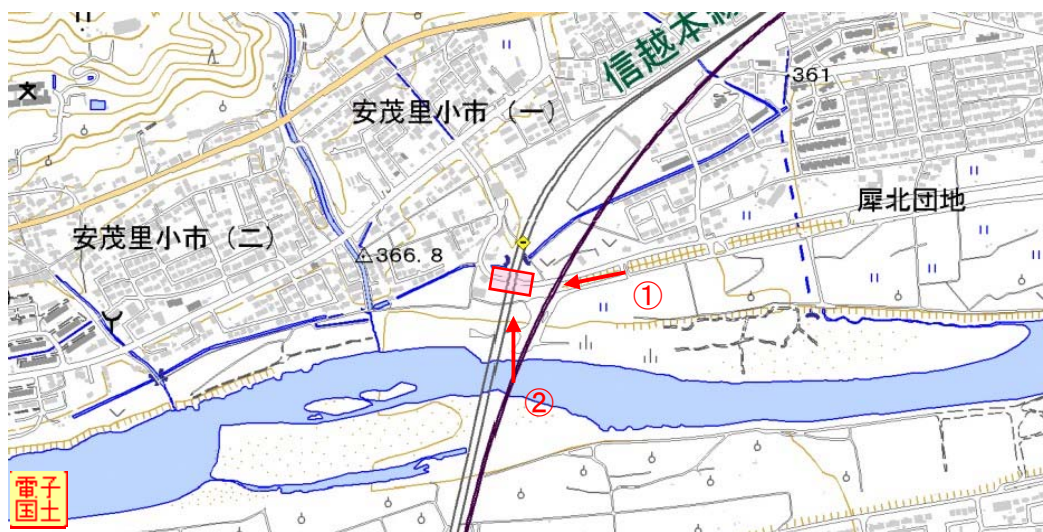 信越本線
361
安茂里小市(一)
犀北団地
安茂里小市(二)
366.8
①
②
電子
国土